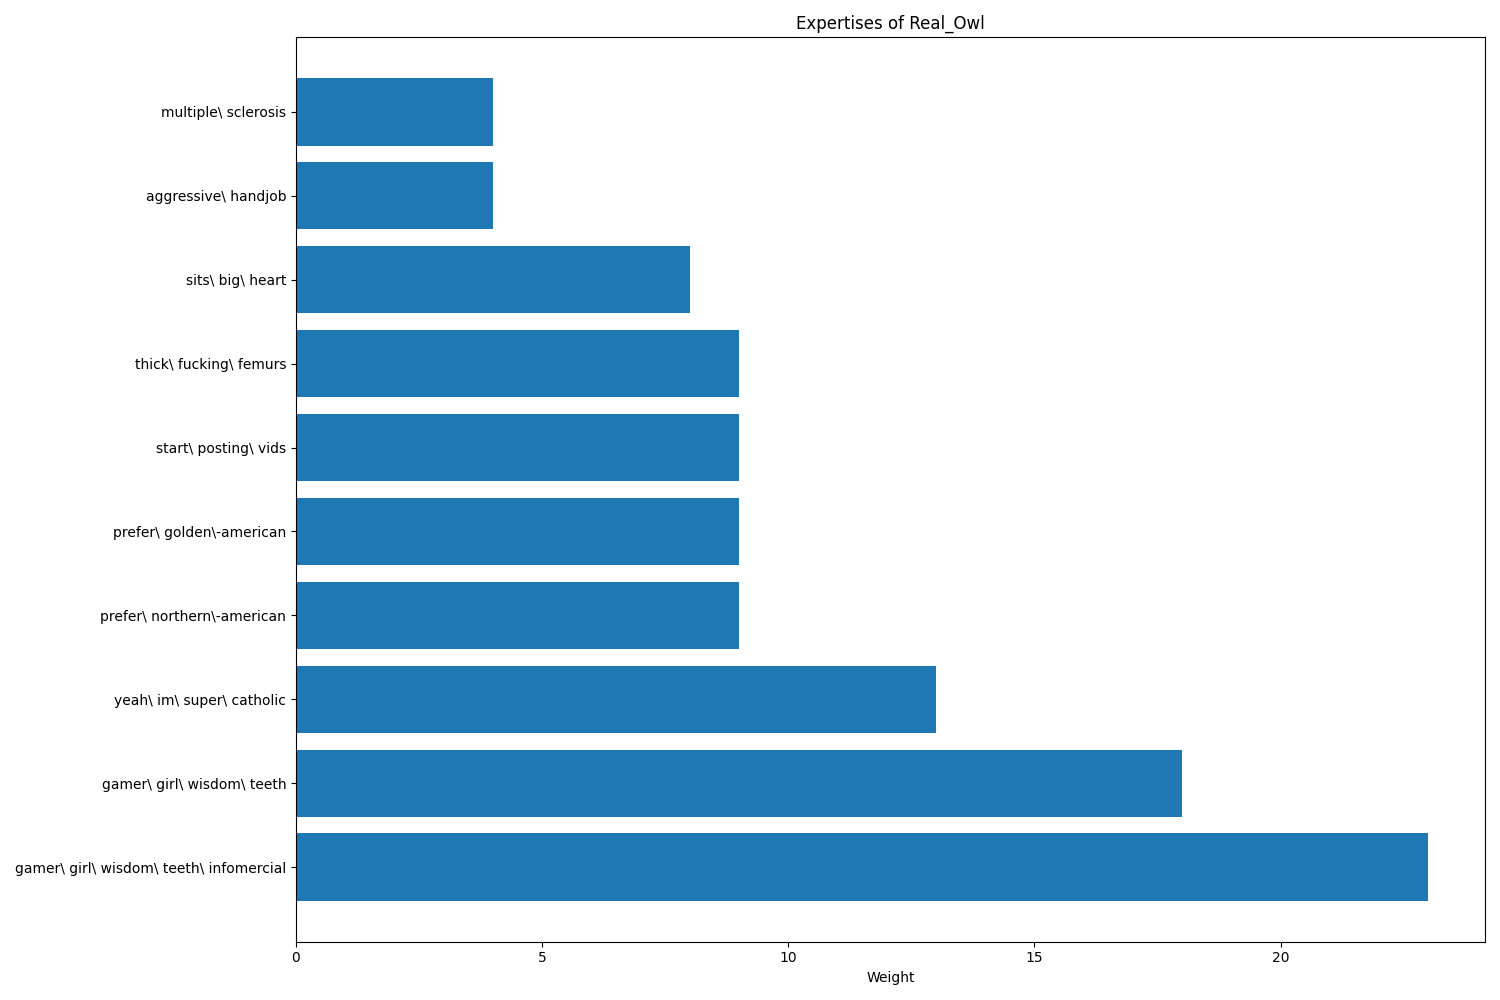 Expertises of Real_Owl
multiple\ sclerosis
aggressive\ handjob
sits\ big\ heart
thick\ fucking\ femurs
start\ posting\ vids
prefer\ golden\-american
prefer\ northern\-american
yeah\ im\ super\ catholic
gamer\ girl\ wisdom\ teeth
gamer\ girl\ wisdom\ teeth\ infomercial
0 5 10 15 20
Weight